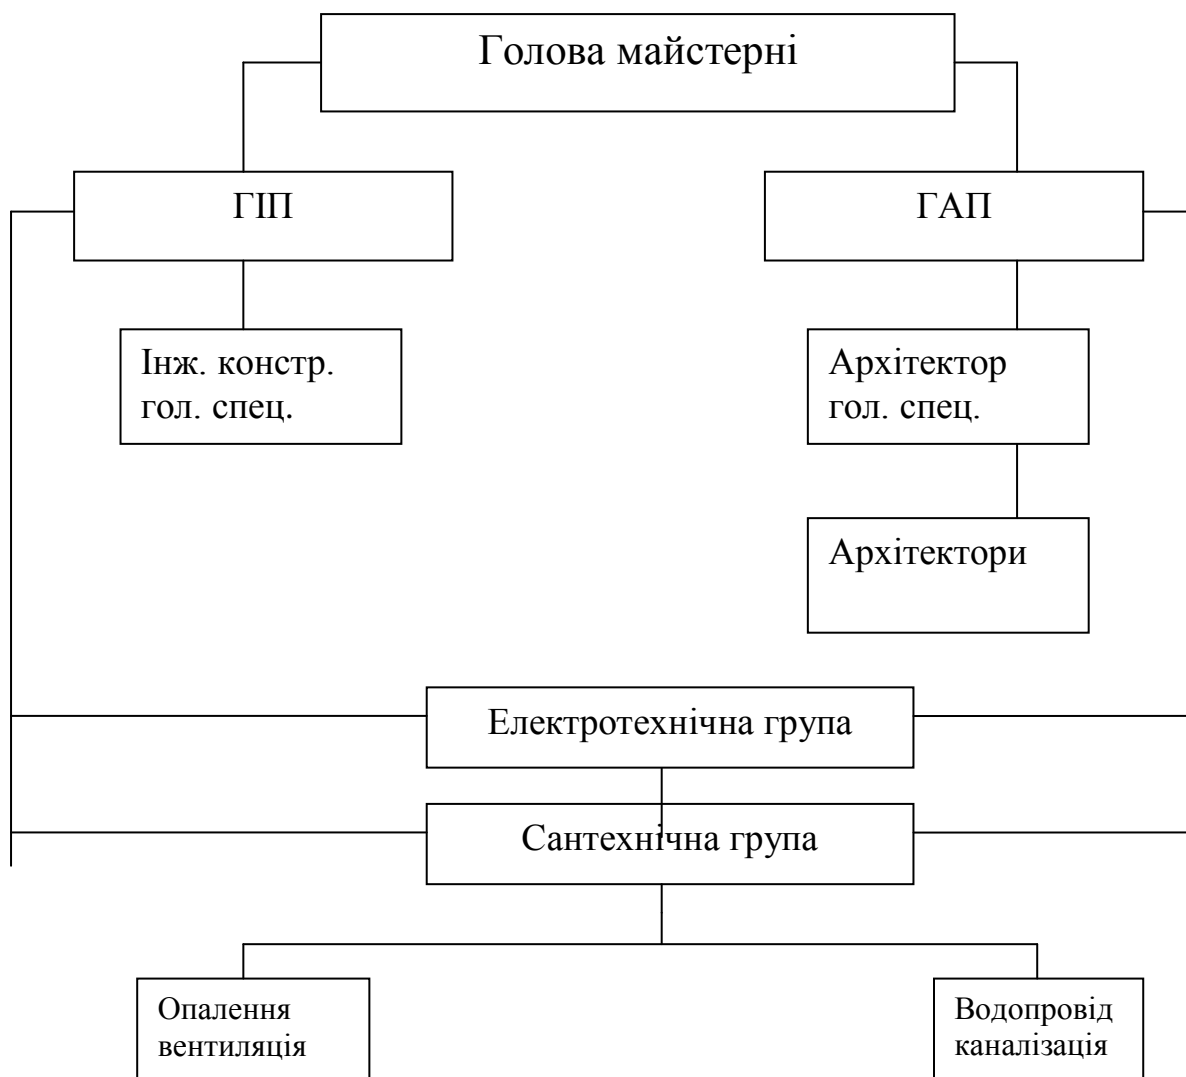 Голова майстерні
ГІП
ГАП
Інж. констр.
гол. спец.
Архітектор
гол. спец.
Архітектори
Електротехнічна група
Сантехнічна група
Опалення
вентиляція
Водопровід
каналізація